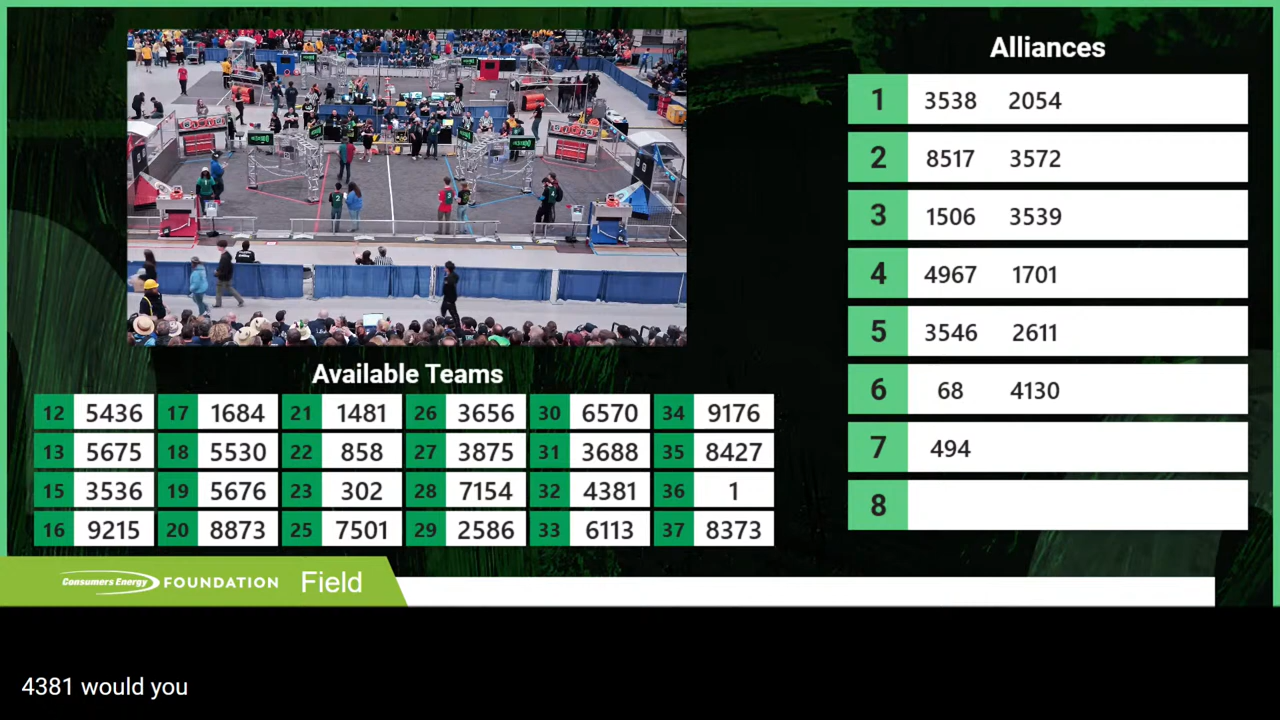 Alliances
1 3538 2054
2 8517 3572
3 1506 3539
4 4967 1701
5 3546 2611
6 68 4130
7 494
8
Available Teams
12 5436 17 1684 21 1481 26 3656 30 6570 34 9176
13 5675 18 5530 22 858 27 3875 31 3688 35 8427
15 3536 19 5676 23 302 28 7154 32 4381 36 1
16 9215 20 8873 25 7501 29 2586 33 6113 37 8373
Consumers Energy FOUNDATION Field
4381 would you